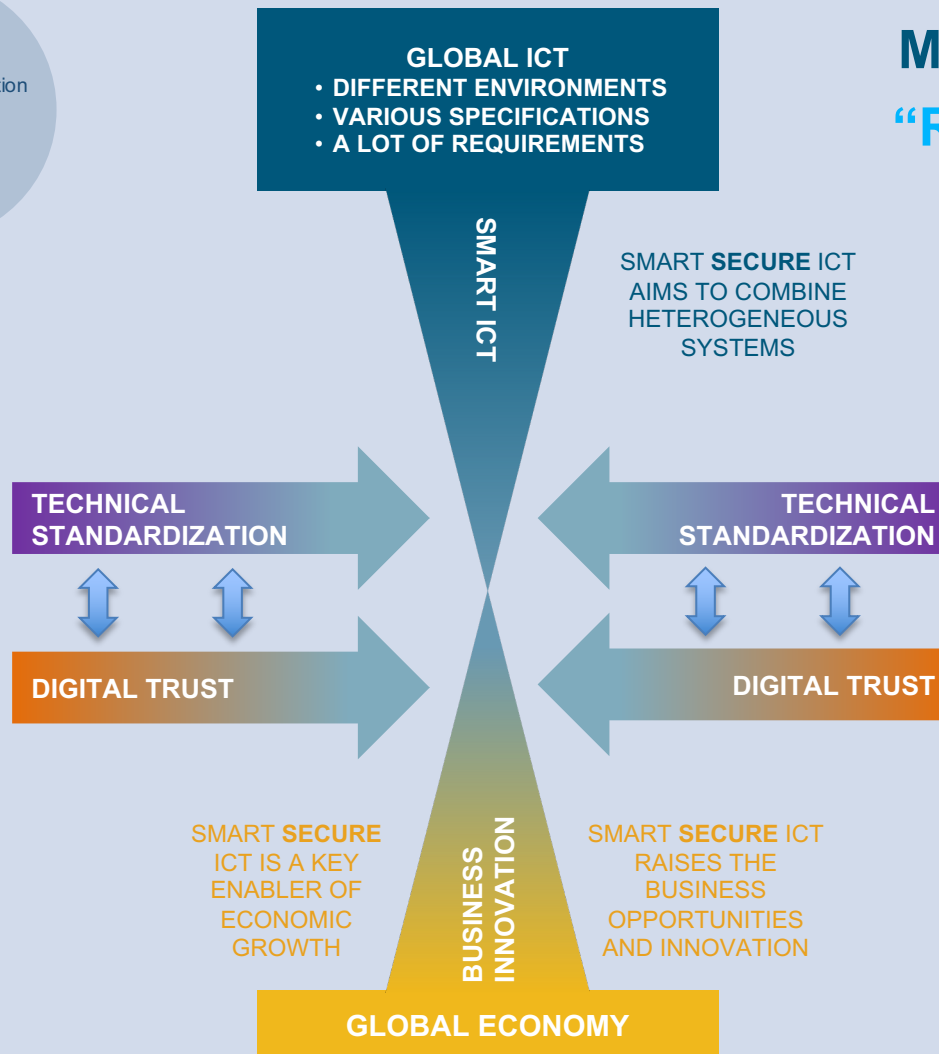 GLOBAL ICT
• DIFFERENT ENVIRONMENTS
• VARIOUS SPECIFICATIONS
• A LOT OF REQUIREMENTS
SMART ICT
SMART SECURE ICT
AIMS TO COMBINE
HETEROGENEOUS
SYSTEMS
TECHNICAL
STANDARDIZATION
TECHNICAL
STANDARDIZATION
DIGITAL TRUST
DIGITAL TRUST
SMART SECURE
ICT IS A KEY
ENABLER OF
ECONOMIC
GROWTH
BUSINESS
INNOVATION
SMART SECURE ICT
RAISES THE
BUSINESS
OPPORTUNITIES
AND INNOVATION
GLOBAL ECONOMY